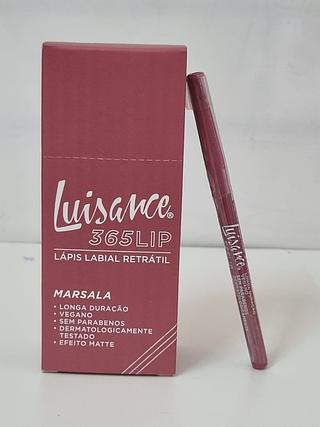 Luisance®
365LIP
LÁPIS LABIAL RETRÁTIL
MARSALA
• LONGA DURAÇÃO
• VEGANO
• SEM PARABENOS
• DERMATOLOGICAMENTE
TESTADO
• EFEITO MATTE
Luisance